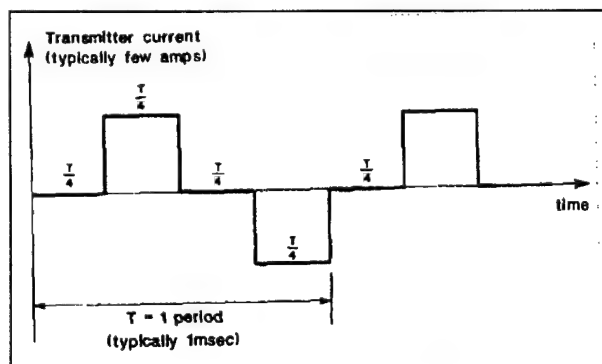 Transmitter current
(typically few amps)
T/4
T/4
T/4
T/4
T/4
time
T = 1 period
(typically 1msec)